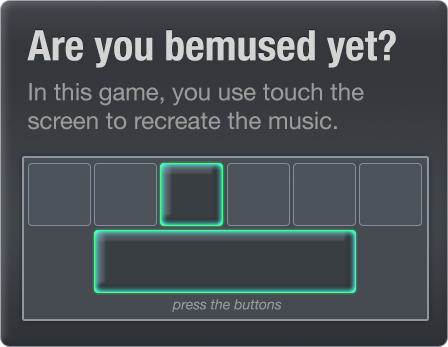 Are you bemused yet?
In this game, you use touch the
screen to recreate the music.
press the buttons